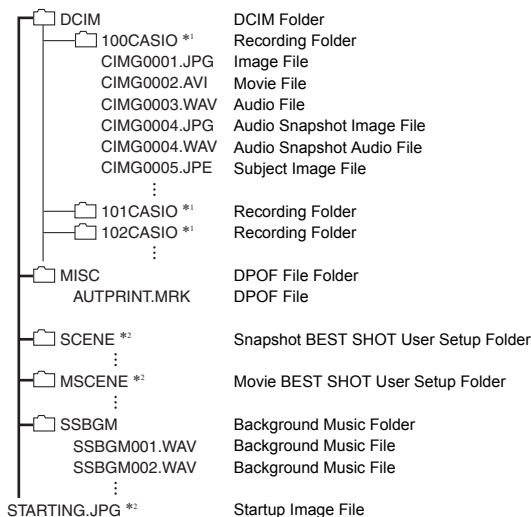 DCIM DCIM Folder
100CASIO *1 Recording Folder
CIMG0001.JPG Image File
CIMG0002.AVI Movie File
CIMG0003.WAV Audio File
CIMG0004.JPG Audio Snapshot Image File
CIMG0004.WAV Audio Snapshot Audio File
CIMG0005.JPE Subject Image File
101CASIO *1 Recording Folder
102CASIO *1 Recording Folder
MISC DPOF File Folder
AUTPRINT.MRK DPOF File
SCENE *2 Snapshot BEST SHOT User Setup Folder
MSCENE *2 Movie BEST SHOT User Setup Folder
SSBGM Background Music Folder
SSBGM001.WAV Background Music File
SSBGM002.WAV Background Music File
STARTING.JPG *2 Startup Image File